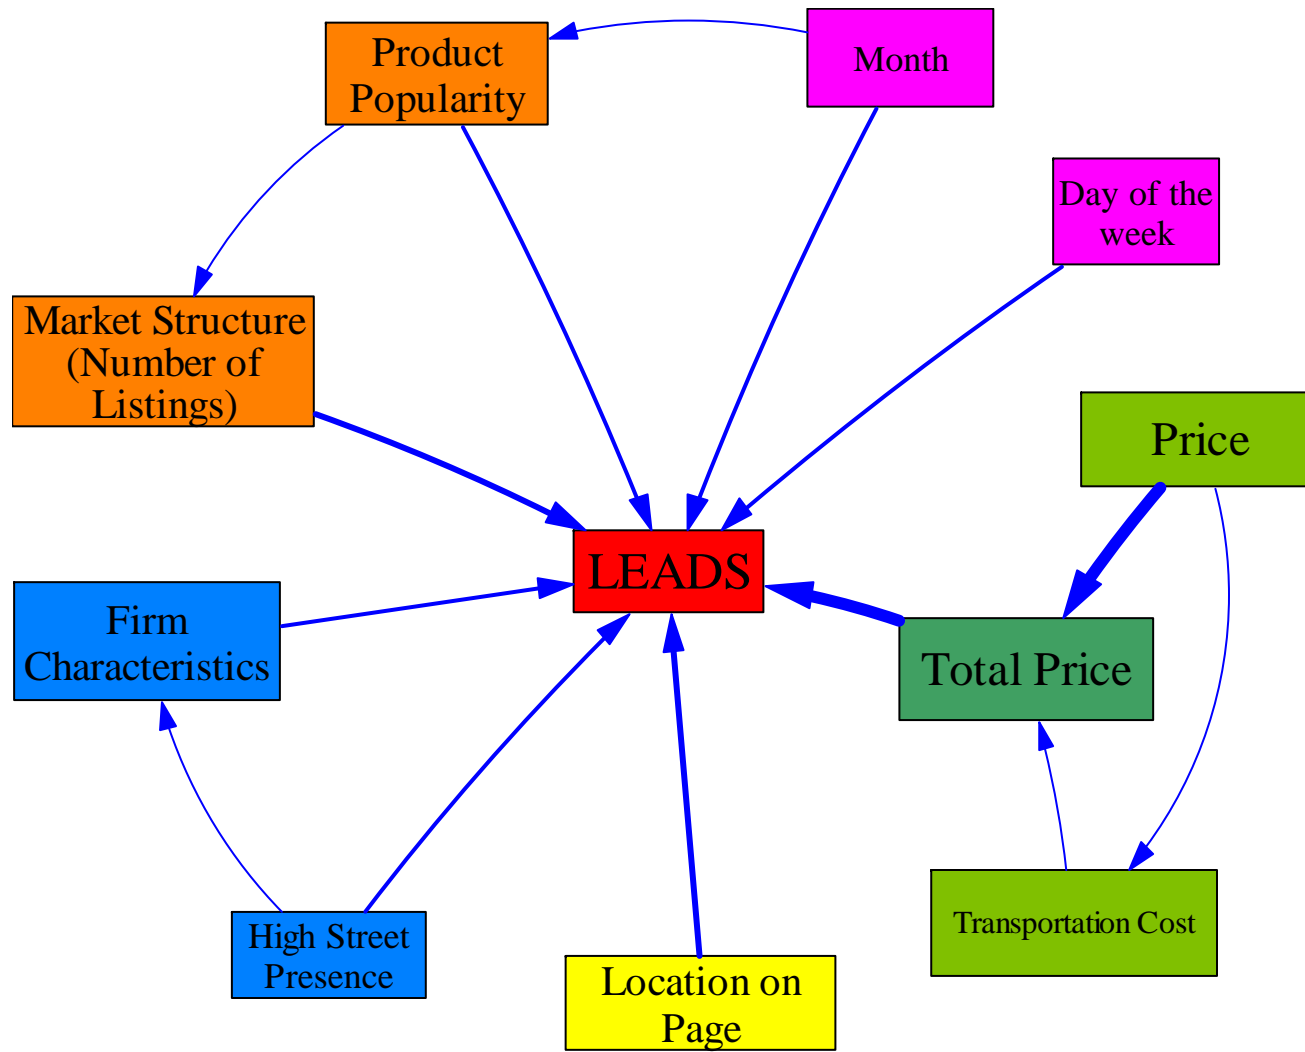 Product
Popularity
Month
Day of the
week
Market Structure
(Number of
Listings)
Price
LEADS
Firm
Characteristics
Total Price
High Street
Presence
Transportation Cost
Location on
Page